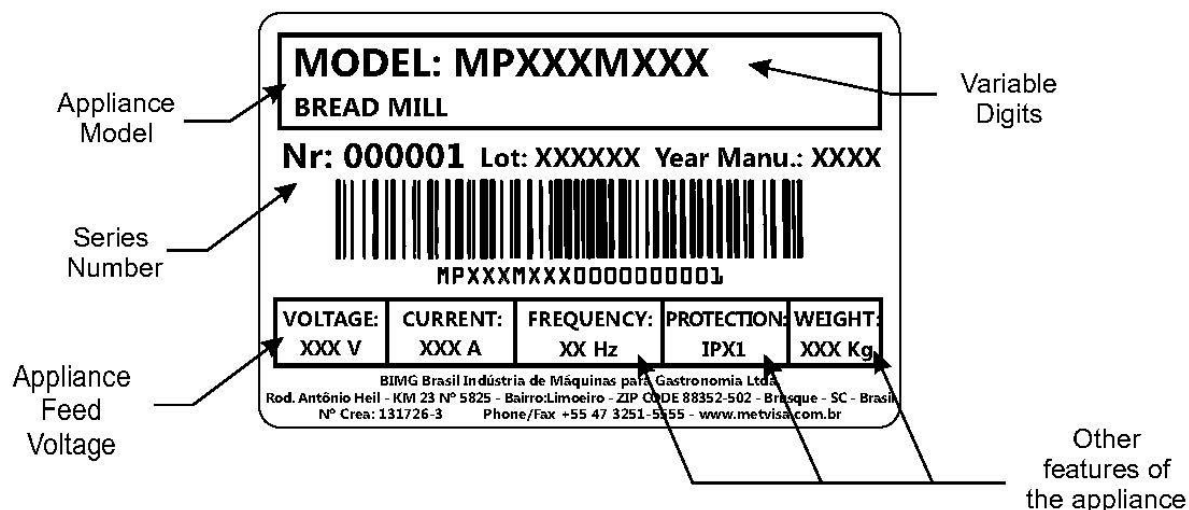 MODEL: MPXXXMXXX
BREAD MILL
Appliance
Model
Variable
Digits
Nr: 000001 Lot: XXXXXX Year Manu.: XXXX
Series
Number
MPXXXMXXX0000000001
VOLTAGE: CURRENT: FREQUENCY: PROTECTION: WEIGHT:
XXX V XXX A XX Hz IPX1 XXX Kg
Appliance
Feed
Voltage
BIMG Brasil Indústria de Máquinas para Gastronomia Ltda.
Rod. Antônio Heil - KM 23 Nº 5825 - Bairro:Limoeiro - ZIP CODE 88352-502 - Brusque - SC - Brasil
Nº Crea: 131726-3 Phone/Fax +55 47 3251-5555 - www.metvisa.com.br
Other
features of
the appliance